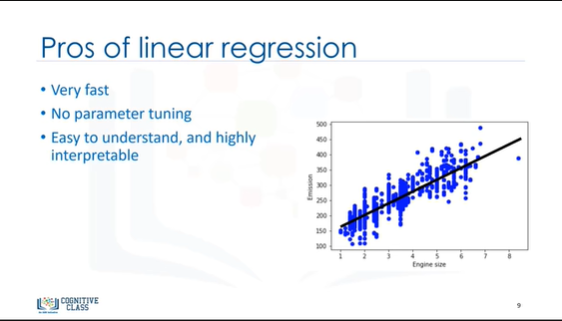 Pros of linear regression
• Very fast
• No parameter tuning
• Easy to understand, and highly
interpretable
500
450
400
350
300
250
200
150
100
Emission
1 2 3 4 5 6 7 8
Engine size
COGNITIVE
CLASS
9